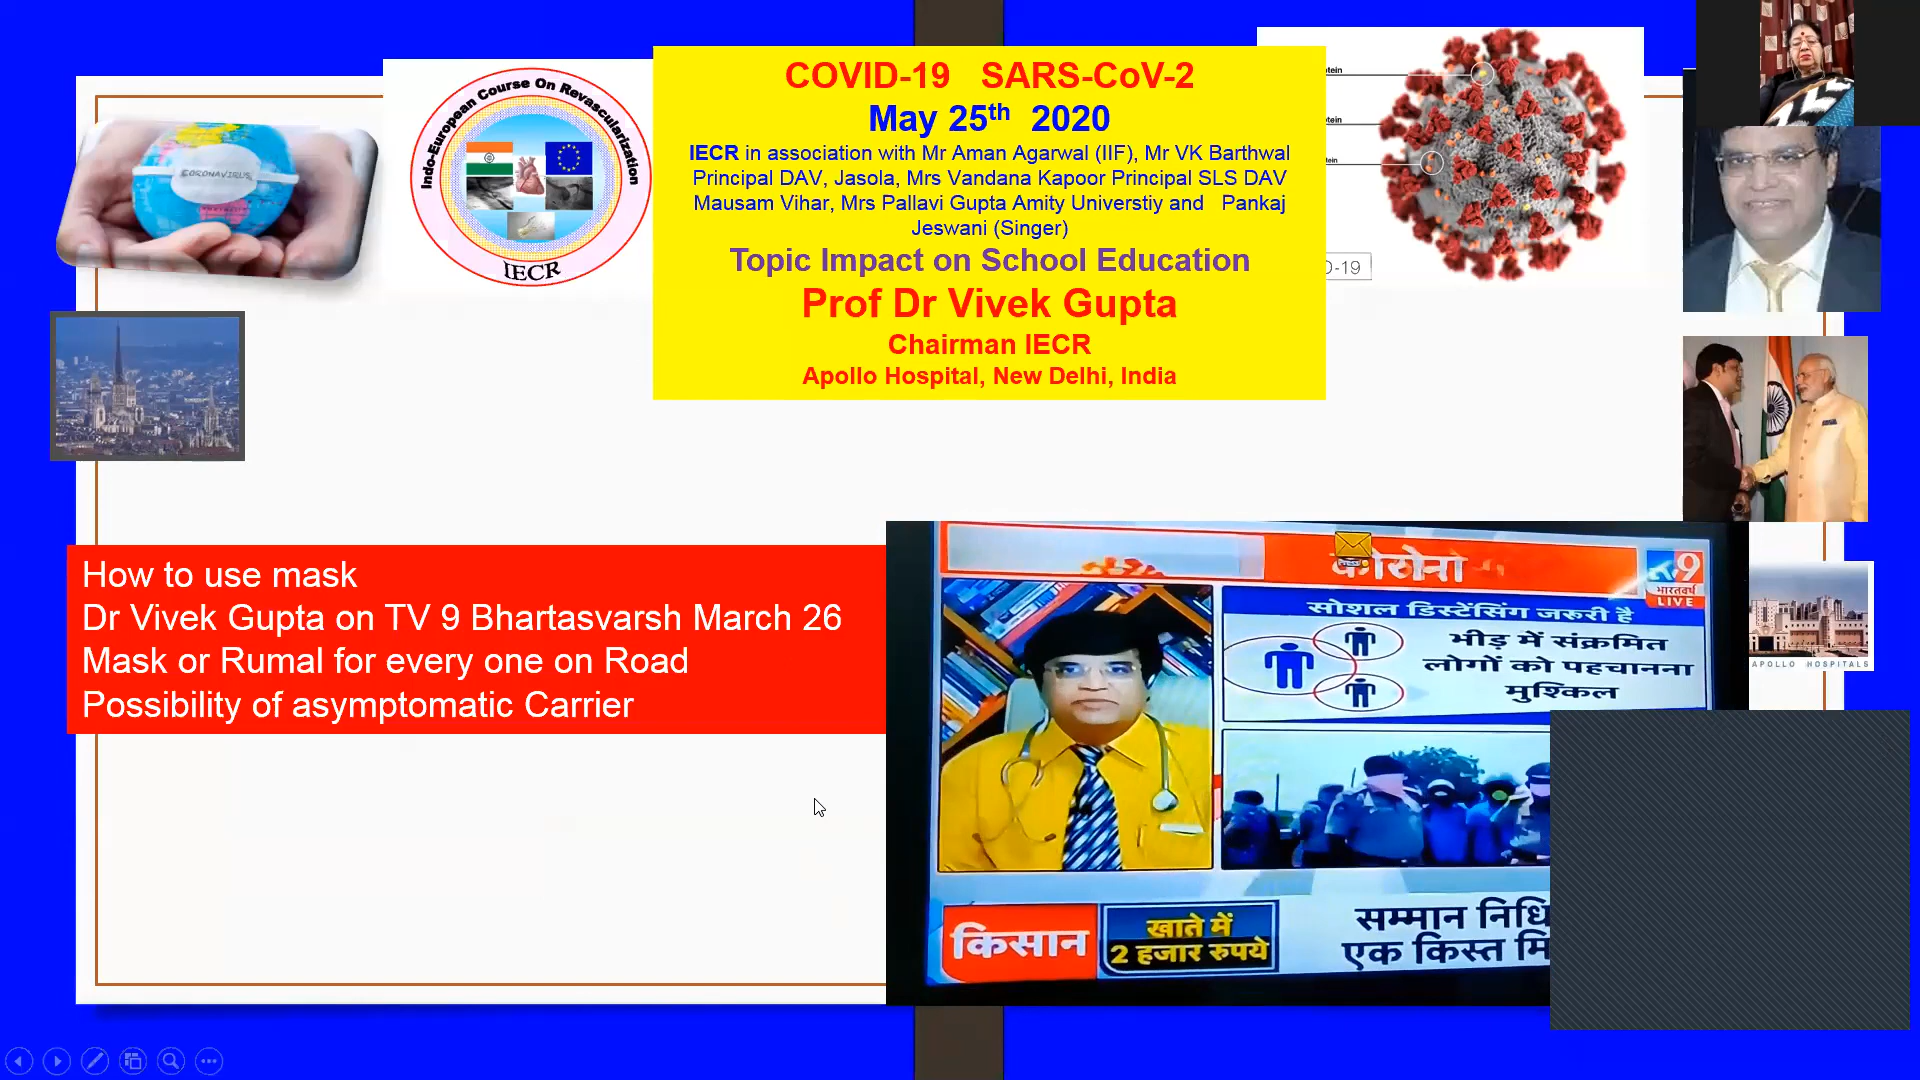 CORONAVIRUS
Indo-European Course On Revascularization
IECR
COVID-19 SARS-CoV-2
May 25th 2020
IECR in association with Mr Aman Agarwal (IIF), Mr VK Barthwal
Principal DAV, Jasola, Mrs Vandana Kapoor Principal SLS DAV
Mausam Vihar, Mrs Pallavi Gupta Amity Universtiy and Pankaj
Jeswani (Singer)
Topic Impact on School Education
Prof Dr Vivek Gupta
Chairman IECR
Apollo Hospital, New Delhi, India
D-19
How to use mask
Dr Vivek Gupta on TV 9 Bhartasvarsh March 26
Mask or Rumal for every one on Road
Possibility of asymptomatic Carrier
कोरोना
TV9
भारतवर्ष
LIVE
सोशल डिस्टेंसिंग जरूरी है
भीड़ में संक्रमित
लोगों को पहचानना
मुश्किल
किसान
खाते में
2 हजार रुपये
सम्मान निधि
एक किस्त मि
APOLLO HOSPITALS